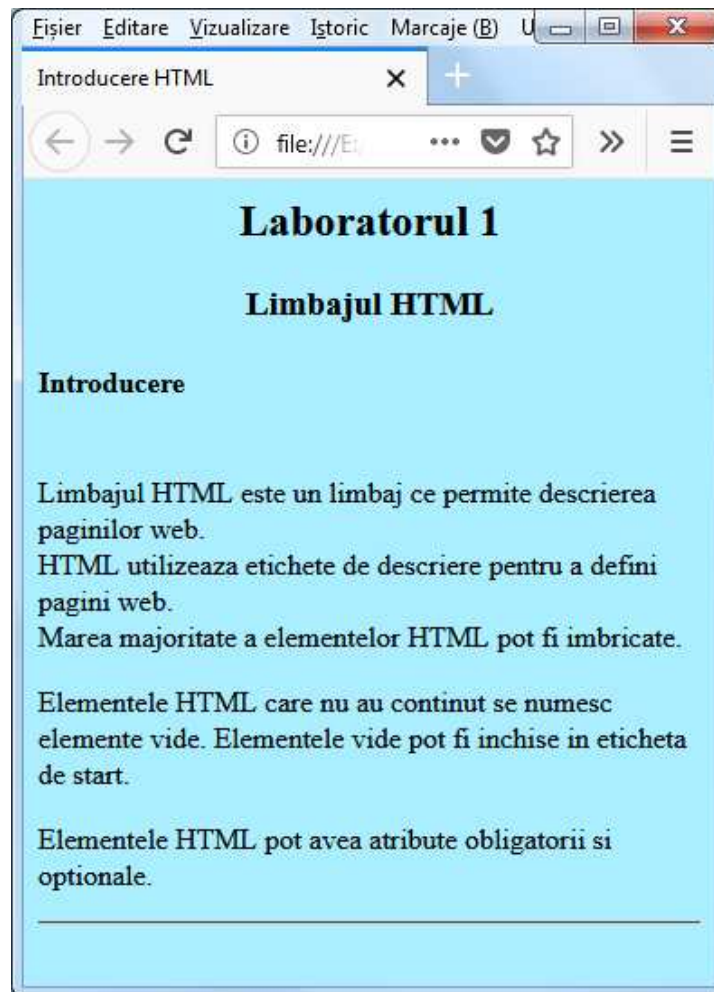 Fișier Editare Vizualizare Istoric Marcaje (B) U
Introducere HTML
file:///E:
Laboratorul 1
Limbajul HTML
Introducere
Limbajul HTML este un limbaj ce permite descrierea
paginilor web.
HTML utilizeaza etichete de descriere pentru a defini
pagini web.
Marea majoritate a elementelor HTML pot fi imbricate.
Elementele HTML care nu au continut se numesc
elemente vide. Elementele vide pot fi inchise in eticheta
de start.
Elementele HTML pot avea atribute obligatorii si
optionale.